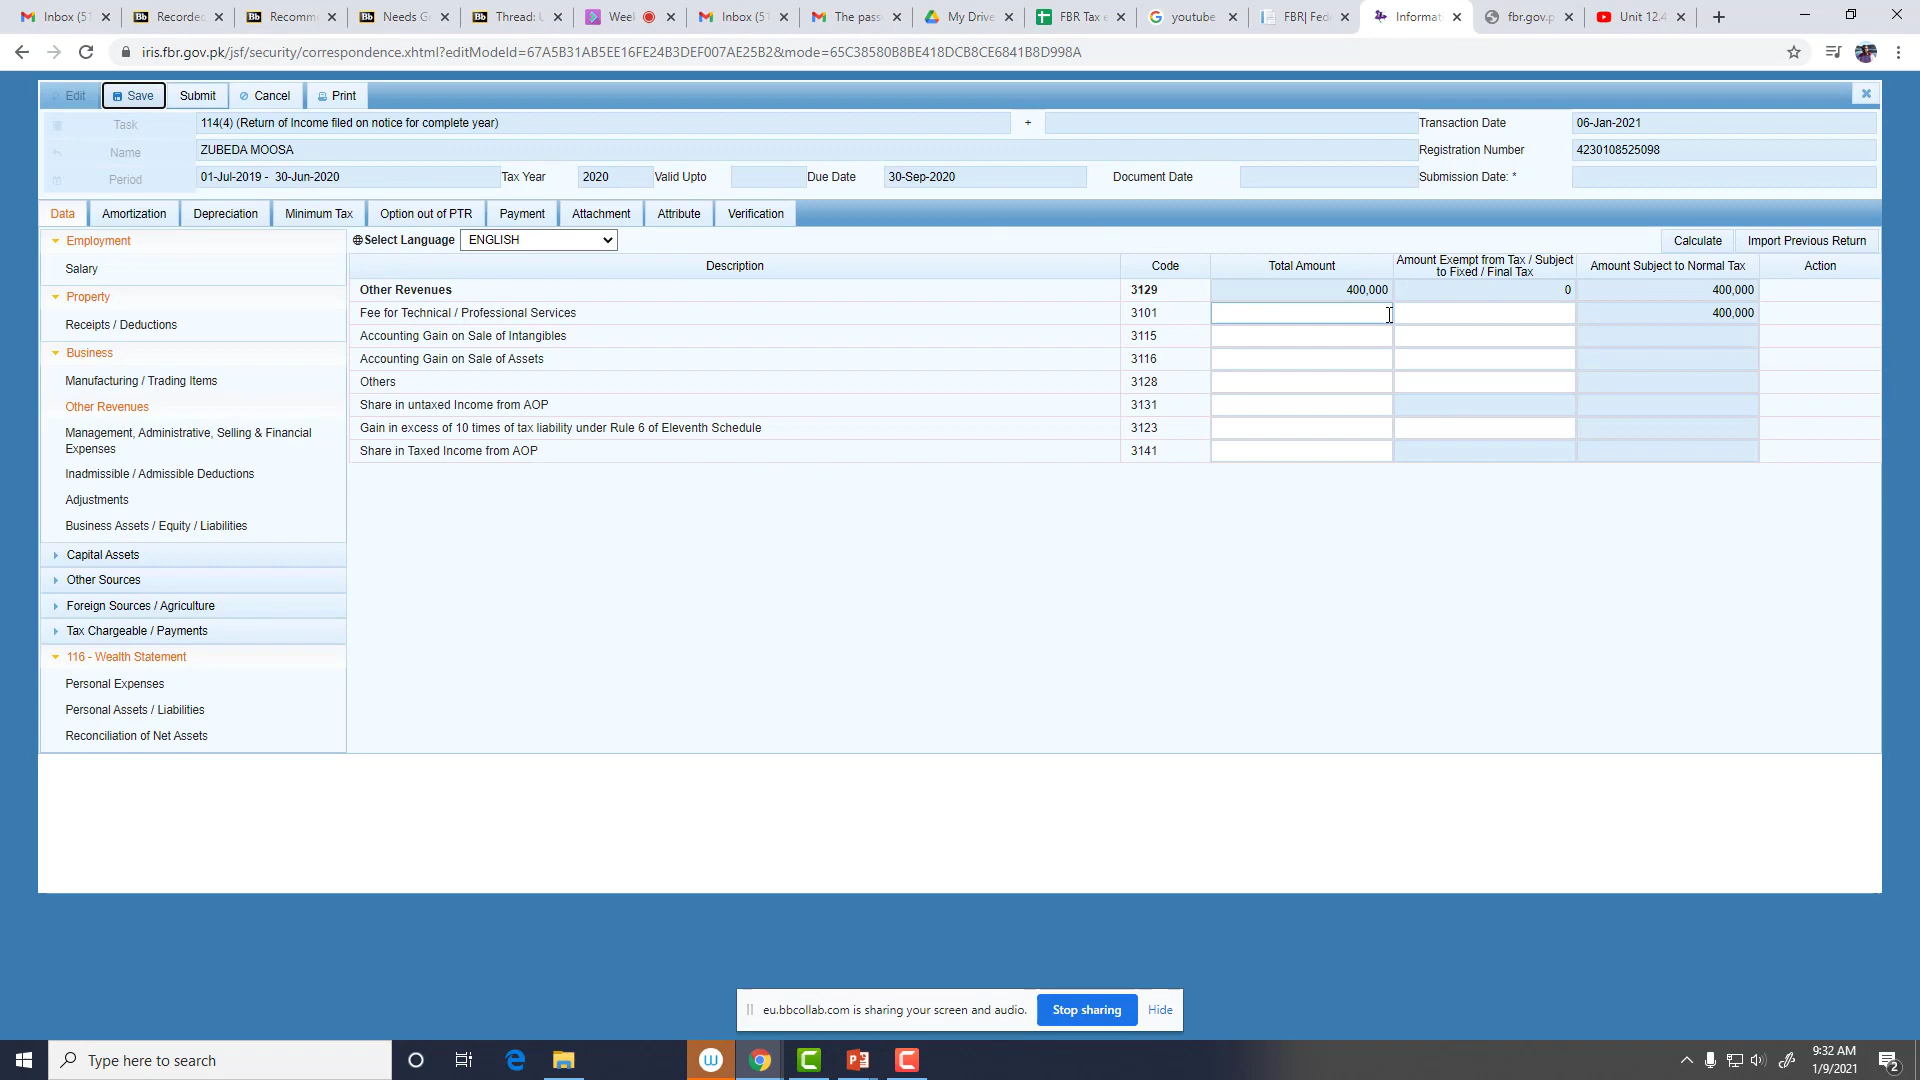 Inbox (51
Recorded
Recomm
Needs G
Thread: U
Week
Inbox (51
The pass
My Drive
FBR Tax e
youtube
FBR| Fed
Informat
fbr.gov.p
Unit 12.4
iris.fbr.gov.pk/jsf/security/correspondence.xhtml?editModeId=67A5B31AB5EE16FE24B3DEF007AE25B2&mode=65C38580B8BE418DCB8CE6841B8D998A
Edit Save Submit Cancel Print
Task 114(4) (Return of Income filed on notice for complete year) + Transaction Date 06-Jan-2021
Name ZUBEDA MOOSA Registration Number 4230108525098
Period 01-Jul-2019 - 30-Jun-2020 Tax Year 2020 Valid Upto Due Date 30-Sep-2020 Document Date Submission Date: *
Data Amortization Depreciation Minimum Tax Option out of PTR Payment Attachment Attribute Verification
Employment
Salary
Property
Receipts / Deductions
Business
Manufacturing / Trading Items
Other Revenues
Management, Administrative, Selling & Financial
Expenses
Inadmissible / Admissible Deductions
Adjustments
Business Assets / Equity / Liabilities
Capital Assets
Other Sources
Foreign Sources / Agriculture
Tax Chargeable / Payments
116 - Wealth Statement
Personal Expenses
Personal Assets / Liabilities
Reconciliation of Net Assets
Select Language ENGLISH Calculate Import Previous Return
Description Code Total Amount Amount Exempt from Tax / Subject to Fixed / Final Tax Amount Subject to Normal Tax Action
Other Revenues 3129 400,000 0 400,000
Fee for Technical / Professional Services 3101 400,000
Accounting Gain on Sale of Intangibles 3115
Accounting Gain on Sale of Assets 3116
Others 3128
Share in untaxed Income from AOP 3131
Gain in excess of 10 times of tax liability under Rule 6 of Eleventh Schedule 3123
Share in Taxed Income from AOP 3141
eu.bbcollab.com is sharing your screen and audio. Stop sharing Hide
Type here to search
9:32 AM
1/9/2021
2